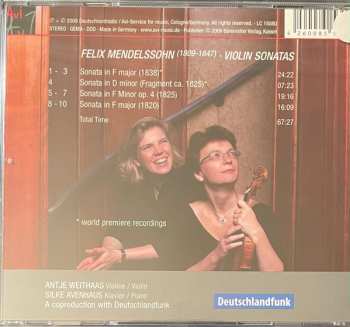 ℗ + © 2009 Deutschlandradio / Avi-Service for music, Cologne/Germany. All rights reserved - LC 15080
STEREO - GEMA - DDD - Made in Germany - www.avi-music.de - Publisher: © 2009 Bärenreiter Verlag, Kassel
FELIX MENDELSSOHN (1809-1847) - VIOLIN SONATAS
1 - 3 Sonata in F major (1838)* 24:22
4 Sonata in D minor (Fragment ca. 1825)* 07:23
5 - 7 Sonata in F Minor op. 4 (1825) 19:16
8 - 10 Sonata in F major (1820) 16:09
Total Time 67:27
* world premiere recordings
ANTJE WEITHAAS Violine / Violin
SILKE AVENHAUS Klavier / Piano
A coproduction with Deutschlandfunk
Deutschlandfunk